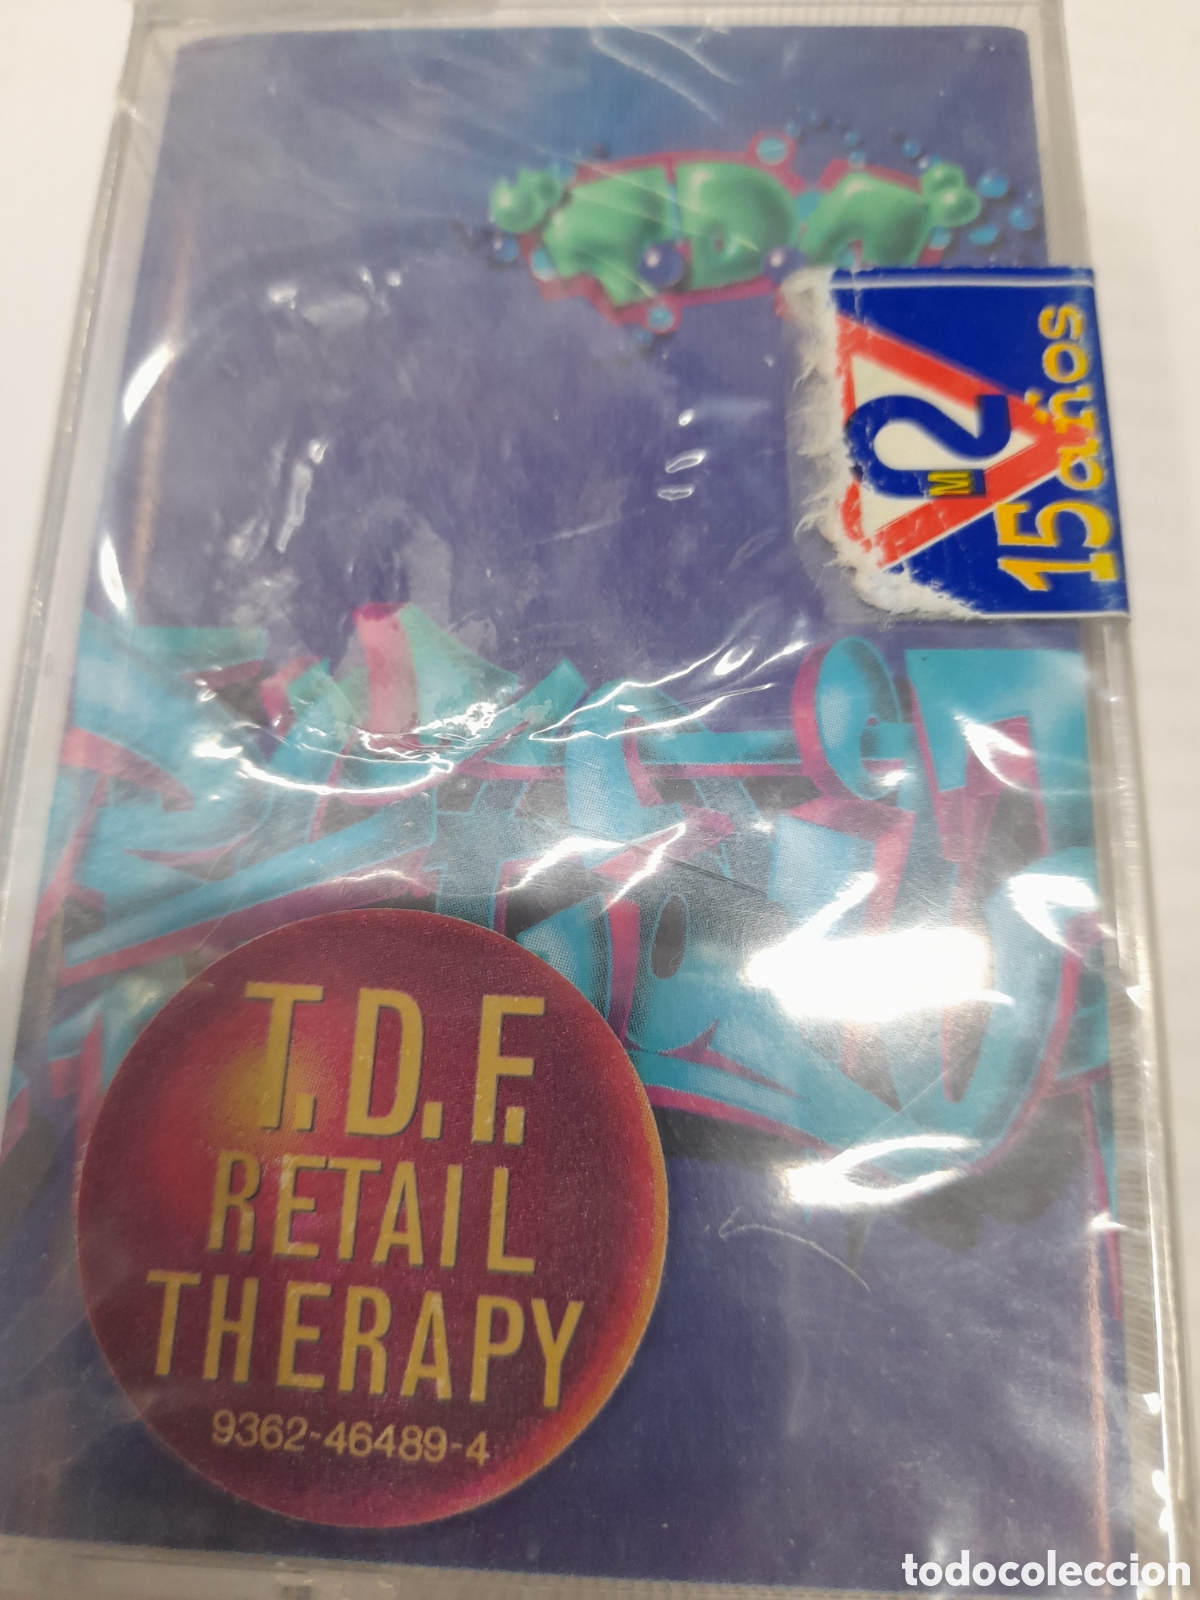 T.D.F.
M2
15 años
T.D.F.
RETAIL
THERAPY
9362-46489-4
todocoleccion